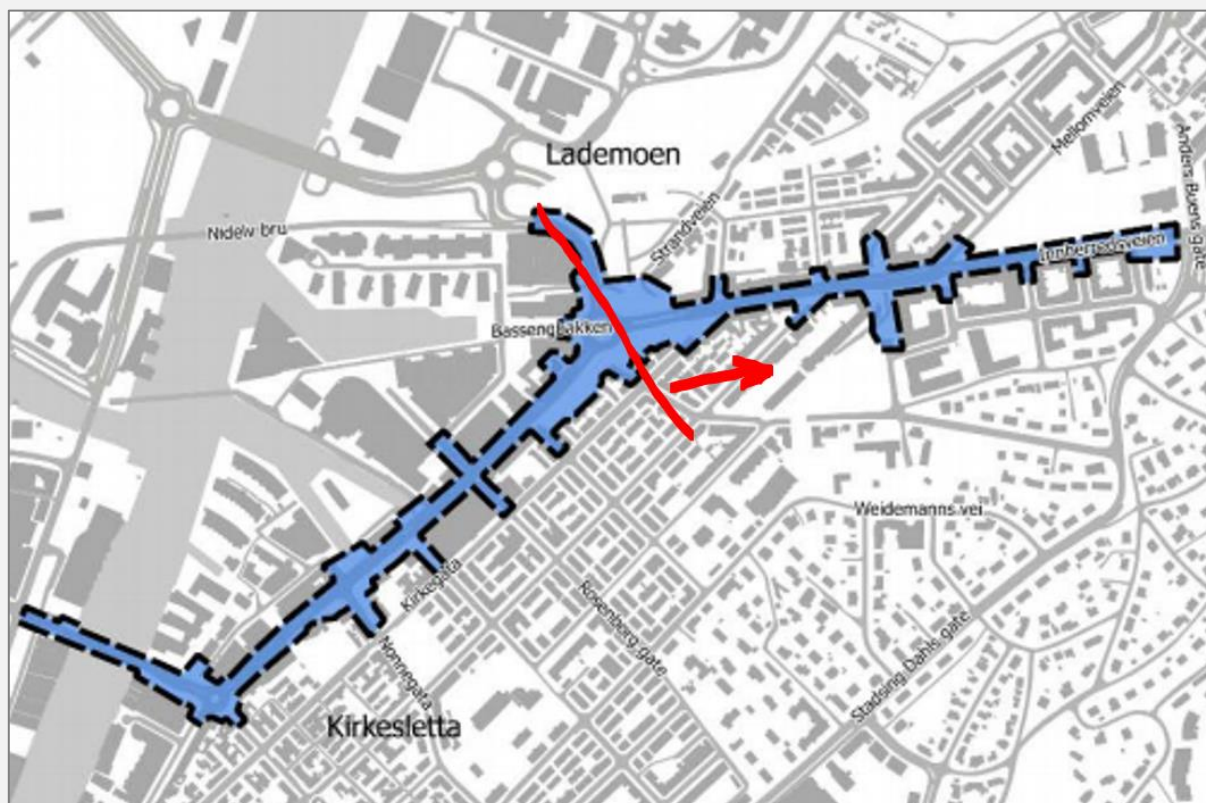 Lademoen
Mellomveien
Anders Buens gate
Strandveien
Nidelv bru
Innherredsveien
Bassengbakken
Weidemanns vei
Kirkegata
Rosenborg gate
Nonnegata
Stadsing Dahls gate
Kirkesletta